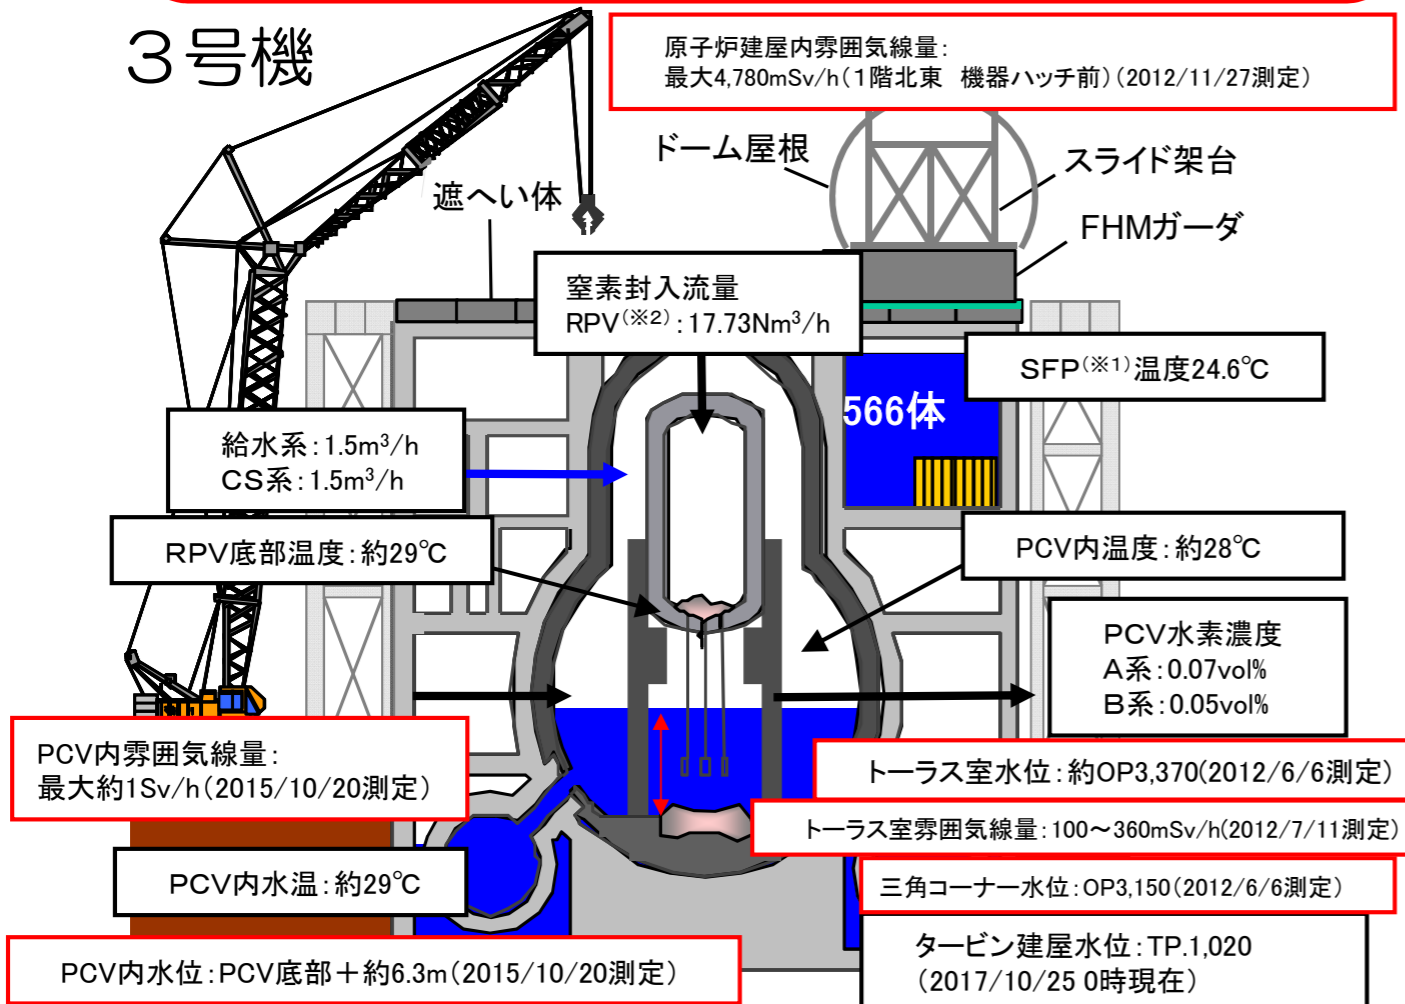 ３号機
原子炉建屋内雰囲気線量：
最大4,780mSv/h（１階北東　機器ハッチ前）（2012/11/27測定）
ドーム屋根
スライド架台
遮へい体
FHMガーダ
窒素封入流量
RPV(※2)：17.73Nm³/h
SFP(※1)温度24.6℃
566体
給水系：1.5m³/h
ＣＳ系：1.5m³/h
ＲＰＶ底部温度：約29℃
PCV内温度：約28℃
ＰＣＶ水素濃度
Ａ系：0.07vol%
Ｂ系：0.05vol%
PCV内雰囲気線量：
最大約1Sv/h（2015/10/20測定）
トーラス室水位：約OP3,370(2012/6/6測定)
トーラス室雰囲気線量：100～360mSv/h(2012/7/11測定)
PCV内水温：約29℃
三角コーナー水位：OP3,150（2012/6/6測定）
PCV内水位：PCV底部＋約6.3m（2015/10/20測定）
タービン建屋水位：TP.1,020
（2017/10/25 0時現在）